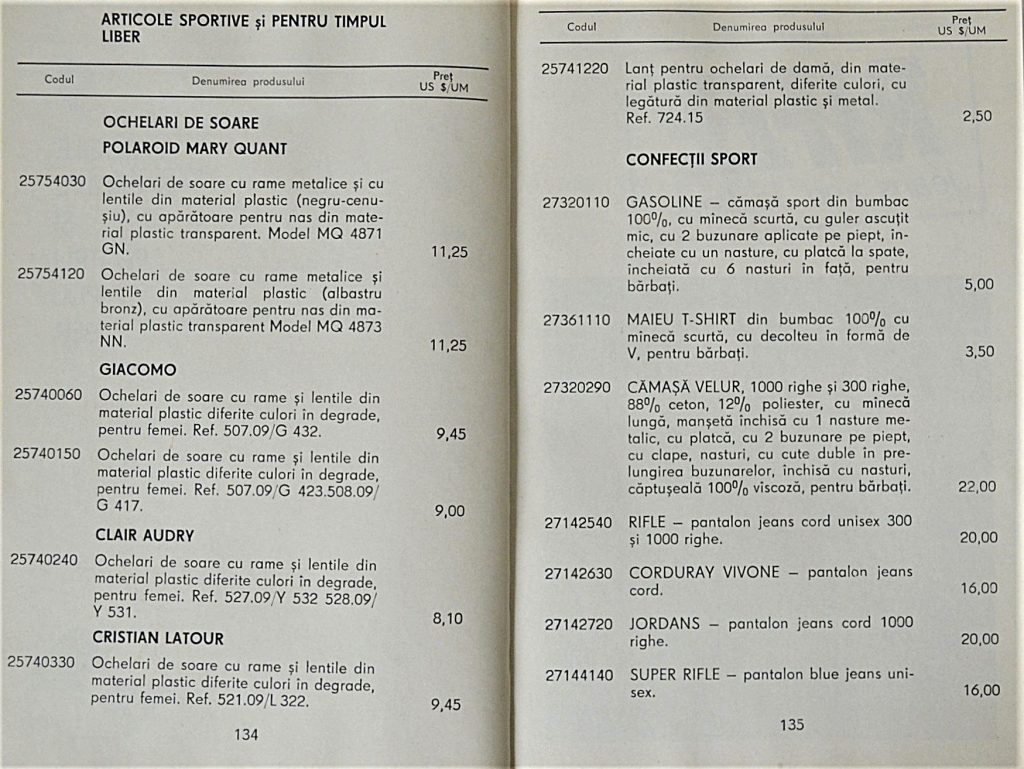 ARTICOLE SPORTIVE și PENTRU TIMPUL
LIBER
Codul Denumirea produsului Preț
US $/UM
OCHELARI DE SOARE
POLAROID MARY QUANT
25754030 Ochelari de soare cu rame metalice și cu
lentile din material plastic (negru-cenu-
șiu), cu apărătoare pentru nas din mate-
rial plastic transparent. Model MQ 4871
GN. 11,25
25754120 Ochelari de soare cu rame metalice și
lentile din material plastic (albastru
bronz), cu apărătoare pentru nas din ma-
terial plastic transparent Model MQ 4873
NN. 11,25
GIACOMO
25740060 Ochelari de soare cu rame și lentile din
material plastic diferite culori în degrade,
pentru femei. Ref. 507.09/G 432. 9,45
25740150 Ochelari de soare cu rame și lentile din
material plastic diferite culori în degrade,
pentru femei. Ref. 507.09/G 423.508.09/
G 417. 9,00
CLAIR AUDRY
25740240 Ochelari de soare cu rame și lentile din
material plastic diferite culori în degrade,
pentru femei. Ref. 527.09/Y 532 528.09/
Y 531. 8,10
CRISTIAN LATOUR
25740330 Ochelari de soare cu rame și lentile din
material plastic diferite culori în degrade,
pentru femei. Ref. 521.09/L 322. 9,45
134
Codul Denumirea produsului Preț
US $/UM
25741220 Lanț pentru ochelari de damă, din mate-
rial plastic transparent, diferite culori, cu
legătură din material plastic și metal.
Ref. 724.15 2,50
CONFECȚII SPORT
27320110 GASOLINE – cămașă sport din bumbac
100%, cu mînecă scurtă, cu guler ascuțit
mic, cu 2 buzunare aplicate pe piept, în-
cheiate cu un nasture, cu platcă la spate,
încheiată cu 6 nasturi în față, pentru
bărbați. 5,00
27361110 MAIEU T-SHIRT din bumbac 100% cu
mînecă scurtă, cu decolteu în formă de
V, pentru bărbați. 3,50
27320290 CĂMAȘĂ VELUR, 1000 righe și 300 righe,
88% ceton, 12% poliester, cu mînecă
lungă, manșetă închisă cu 1 nasture me-
talic, cu platcă, cu 2 buzunare pe piept,
cu clape, nasturi, cu cute duble în pre-
lungirea buzunarelor, închisă cu nasturi,
căptușeală 100% viscoză, pentru bărbați. 22,00
27142540 RIFLE – pantalon jeans cord unisex 300
și 1000 righe. 20,00
27142630 CORDURAY VIVONE – pantalon jeans
cord. 16,00
27142720 JORDANS – pantalon jeans cord 1000
righe. 20,00
27144140 SUPER RIFLE – pantalon blue jeans uni-
sex. 16,00
135